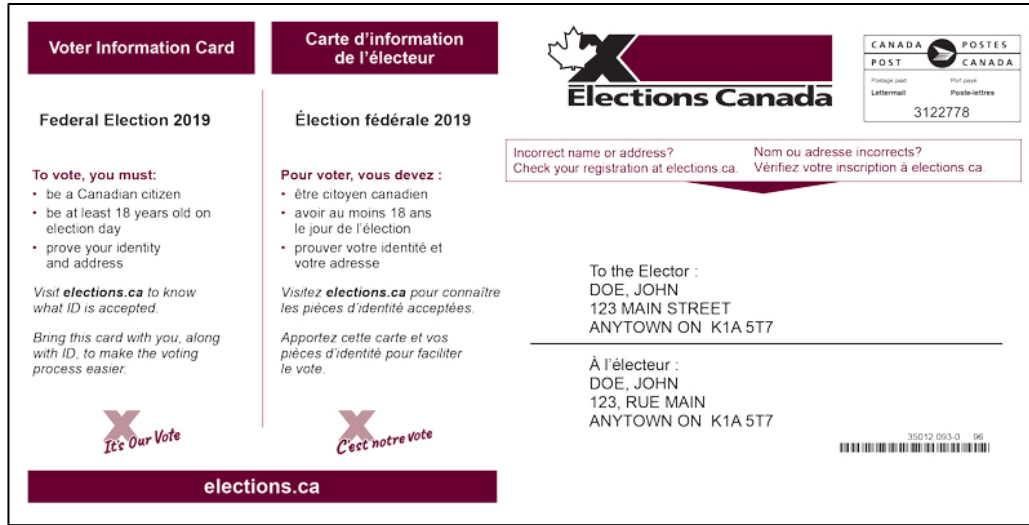 Voter Information Card
Federal Election 2019
To vote, you must:
• be a Canadian citizen
• be at least 18 years old on
election day
• prove your identity
and address
Visit elections.ca to know
what ID is accepted.
Bring this card with you, along
with ID, to make the voting
process easier.
It's Our Vote
Carte d'information
de l'électeur
Élection fédérale 2019
Pour voter, vous devez :
• être citoyen canadien
• avoir au moins 18 ans
le jour de l'élection
• prouver votre identité et
votre adresse
Visitez elections.ca pour connaître
les pièces d'identité acceptées.
Apportez cette carte et vos
pièces d'identité pour faciliter
le vote.
C'est notre vote
elections.ca
Elections Canada
CANADA POSTES
POST CANADA
Postage paid Port payé
Lettermail Poste-lettres
3122778
Incorrect name or address?
Check your registration at elections.ca.
Nom ou adresse incorrects?
Vérifiez votre inscription à elections.ca.
To the Elector :
DOE, JOHN
123 MAIN STREET
ANYTOWN ON K1A 5T7
À l'électeur :
DOE, JOHN
123, RUE MAIN
ANYTOWN ON K1A 5T7
35012 093-0 96